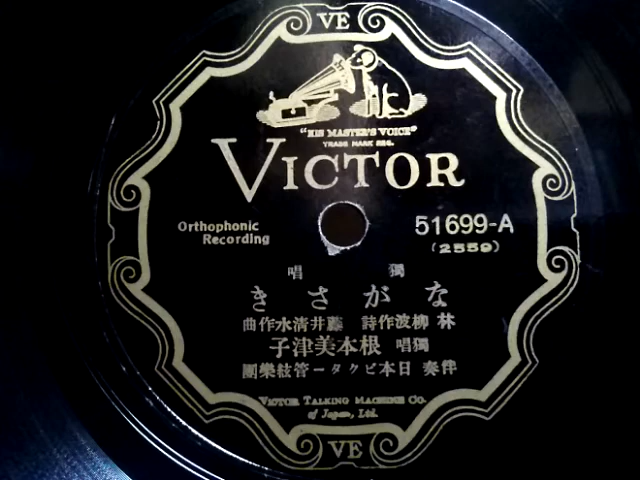 VE
"HIS MASTER'S VOICE"
TRADE MARK REG.
VICTOR
Orthophonic
Recording
51699-A
(2559)
獨唱
ながさき
林柳波作詩 藤井清水作曲
獨唱 根本美津子
伴奏 日本ビクター管絃樂團
VICTOR TALKING MACHINE CO.
of Japan, Ltd.
VE